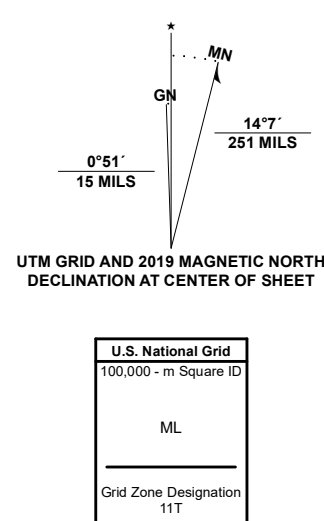 MN
GN
14°7´
251 MILS
0°51´
15 MILS
UTM GRID AND 2019 MAGNETIC NORTH
DECLINATION AT CENTER OF SHEET
U.S. National Grid
100,000 - m Square ID
ML
Grid Zone Designation
11T